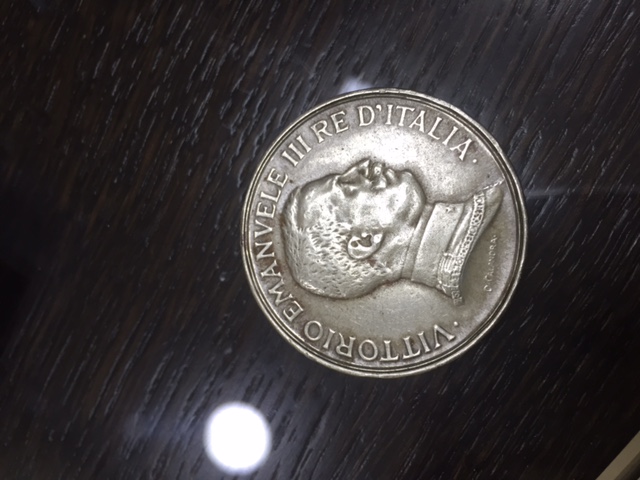 · VITTORIO EMANVELE III RE D'ITALIA ·